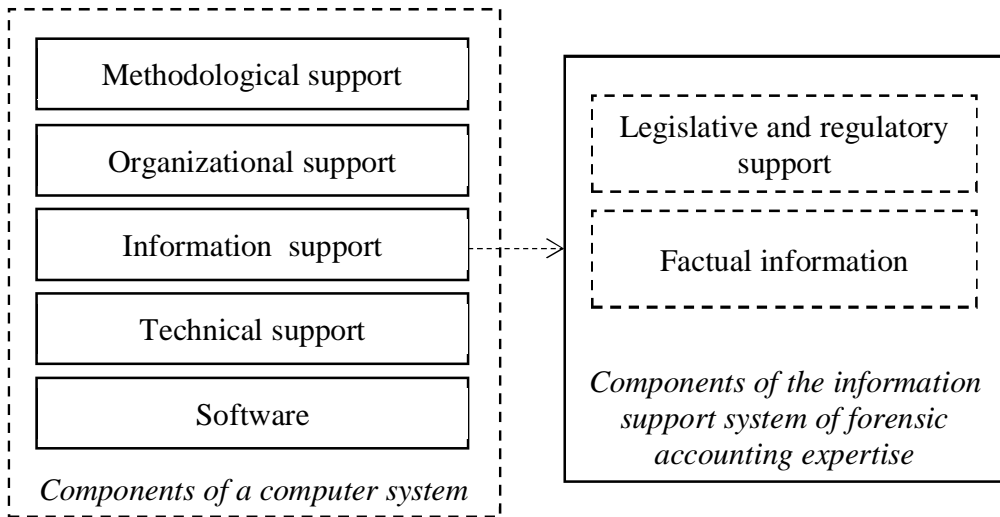 Methodological support
Organizational support
Information support
Technical support
Software
Components of a computer system
Legislative and regulatory
support
Factual information
Components of the information
support system of forensic
accounting expertise